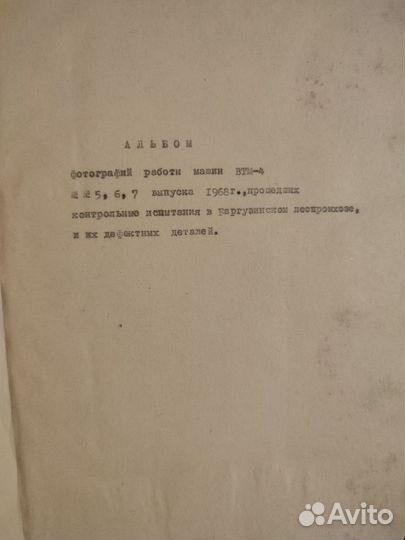 АЛЬБОМ
фотографий работы машин ВТМ-4
№№ 5, 6, 7 выпуска 1968г.,прошедших
контрольные испытания в Баргузинском леспромхозе,
и их дефектных деталей.
Avito